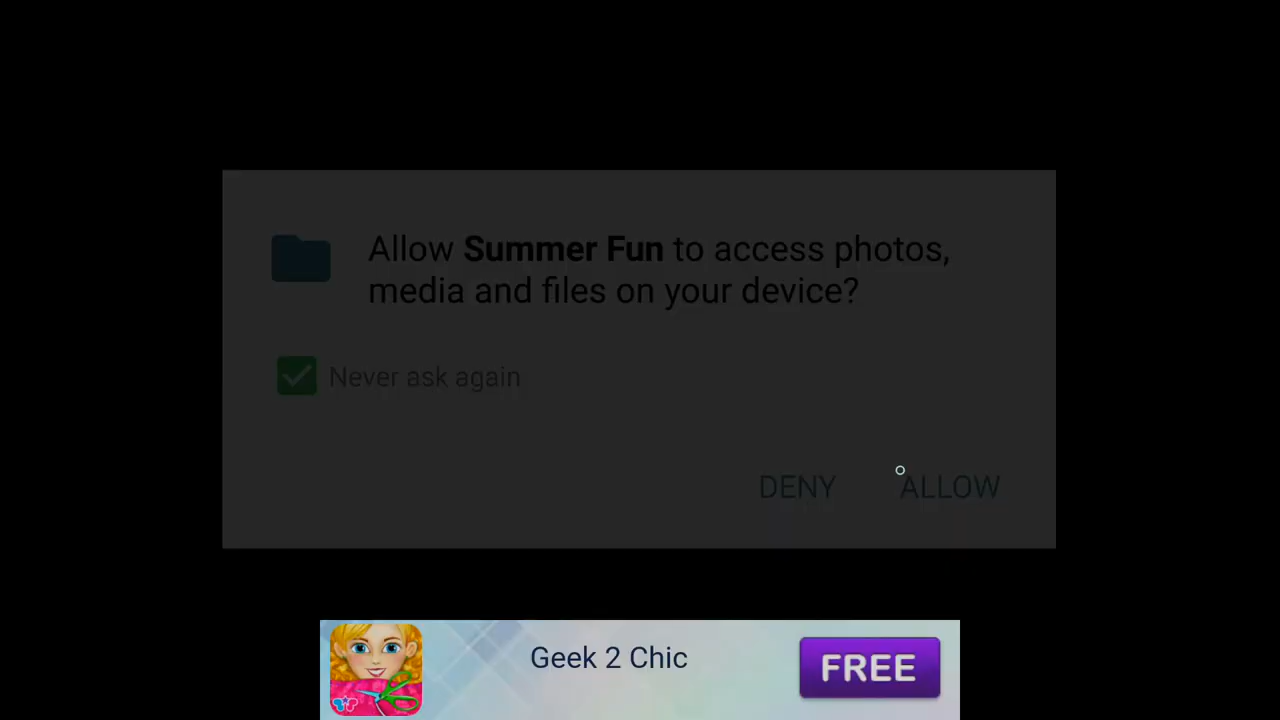 Allow Summer Fun to access photos,
media and files on your device?
Never ask again
DENY ALLOW
Geek 2 Chic
FREE